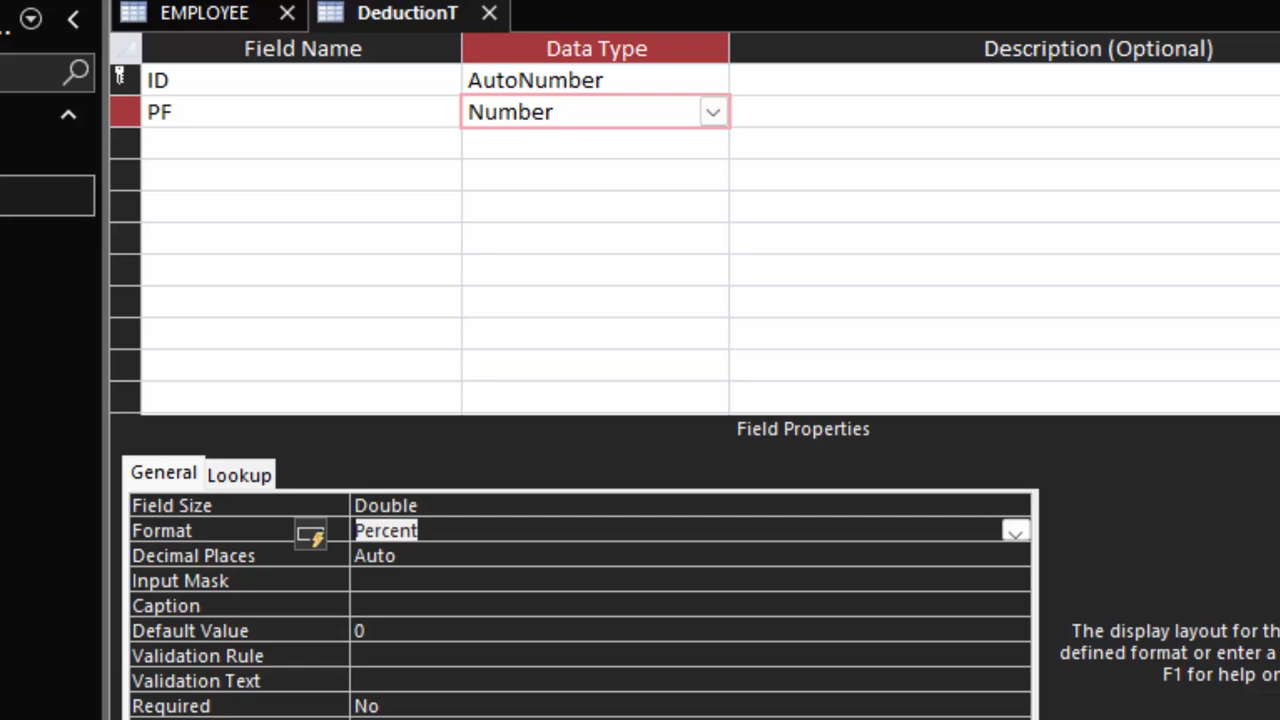 EMPLOYEE DeductionT
Field Name Data Type Description (Optional)
ID AutoNumber
PF Number
Field Properties
General Lookup
Field Size Double
Format Percent
Decimal Places Auto
Input Mask
Caption
Default Value 0
Validation Rule
Validation Text
Required No
The display layout for th
defined format or enter a
F1 for help on